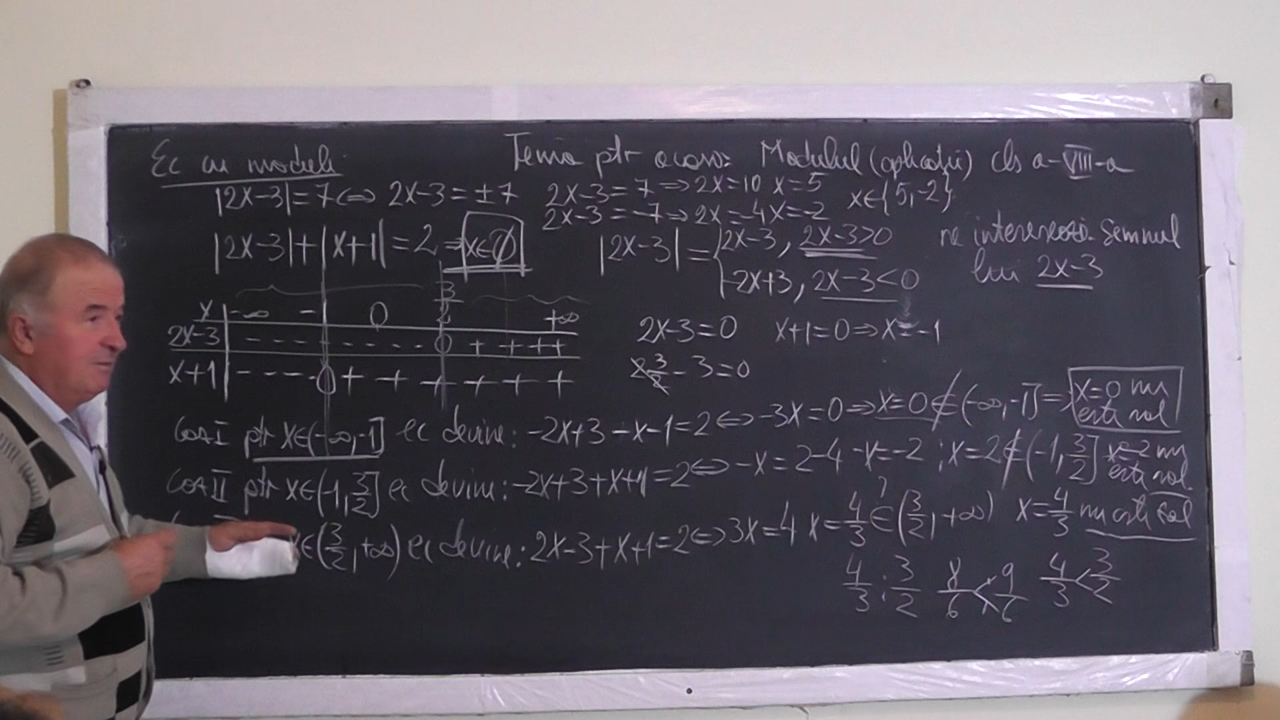 Ec cu moduli Tema ptr acasă: Modulul (aplicații) cls a-VIII-a
|2x-3|=7 ⇔ 2x-3=±7 2x-3=7 ⇒ 2x=10 x=5 x∈{5,-2}
2x-3=-7 ⇒ 2x=-4 x=-2
|2x-3|+|x+1|=2 ⇒ x∈∅ |2x-3|={2x-3, 2x-3>0 ne interesează semnul
-2x+3, 2x-3<0 lui 2x-3
x -∞ -1 0 3/2 +∞
2x-3 - - - - - - - - - 0 + + + +
2x-3=0 x+1=0 ⇒ x=-1
x+1 - - - - 0 + + + + + +
2·3/2-3=0
Caz I ptr x∈(-∞,-1] ec devine: -2x+3-x-1=2 ⇔ -3x=0 ⇒ x=0 ∉ (-∞,-1] ⇒ x=0 nu este sol
Caz II ptr x∈(-1,3/2] ec devine: -2x+3+x+1=2 ⇔ -x=2-4 -x=-2 ; x=2 ∉ (-1,3/2] x=2 nu este sol
x∈(3/2,+∞) ec devine: 2x-3+x+1=2 ⇔ 3x=4 x=4/3 ∈? (3/2,+∞) x=4/3 nu este sol
4/3 ; 3/2 8/6 < 9/6 4/3 < 3/2